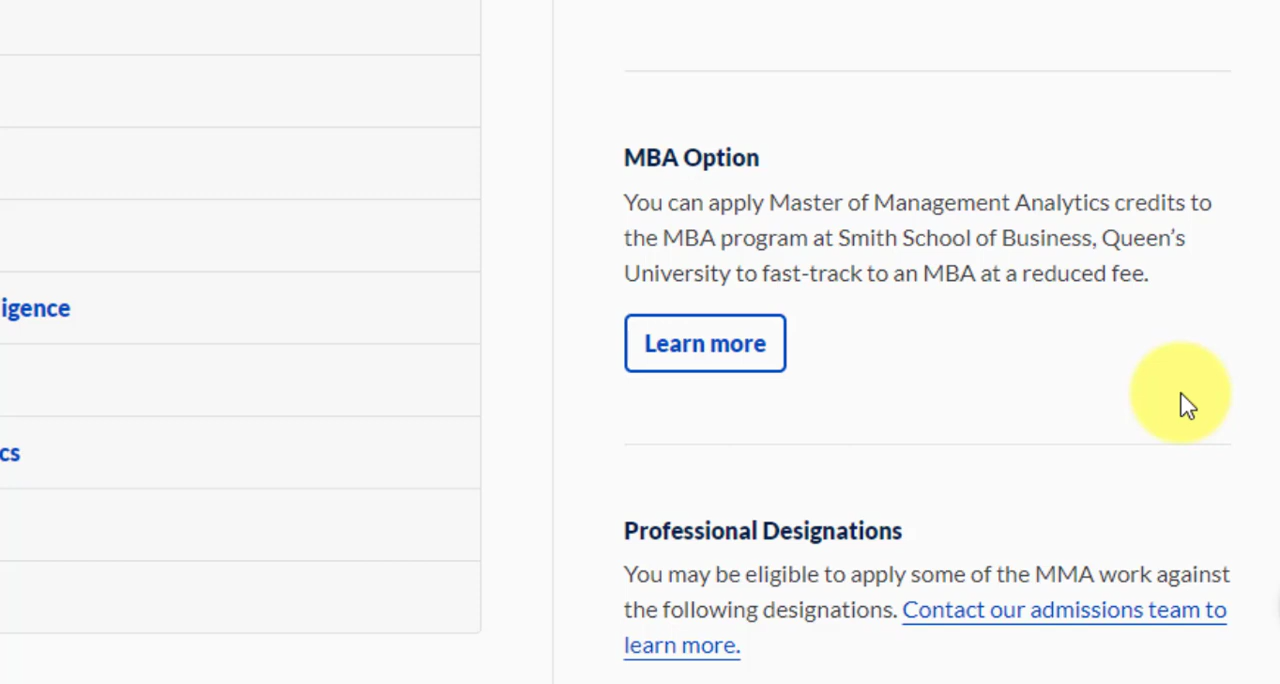 igence
cs
MBA Option
You can apply Master of Management Analytics credits to
the MBA program at Smith School of Business, Queen’s
University to fast-track to an MBA at a reduced fee.
Learn more
Professional Designations
You may be eligible to apply some of the MMA work against
the following designations. Contact our admissions team to
learn more.